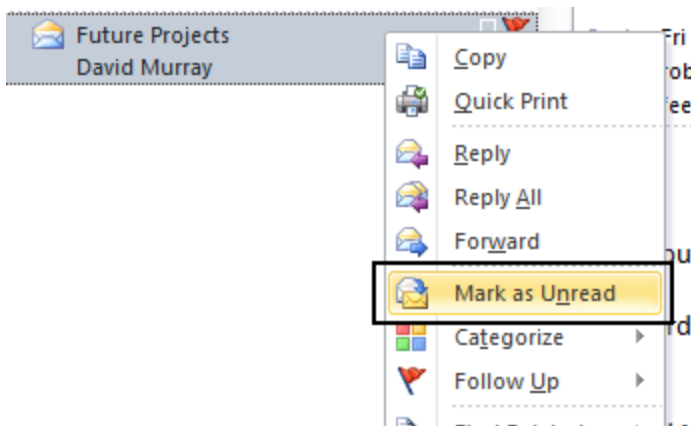 Future Projects
David Murray
Fri
Copy
Quick Print
Reply
Reply All
Forward
Mark as Unread
Categorize
Follow Up